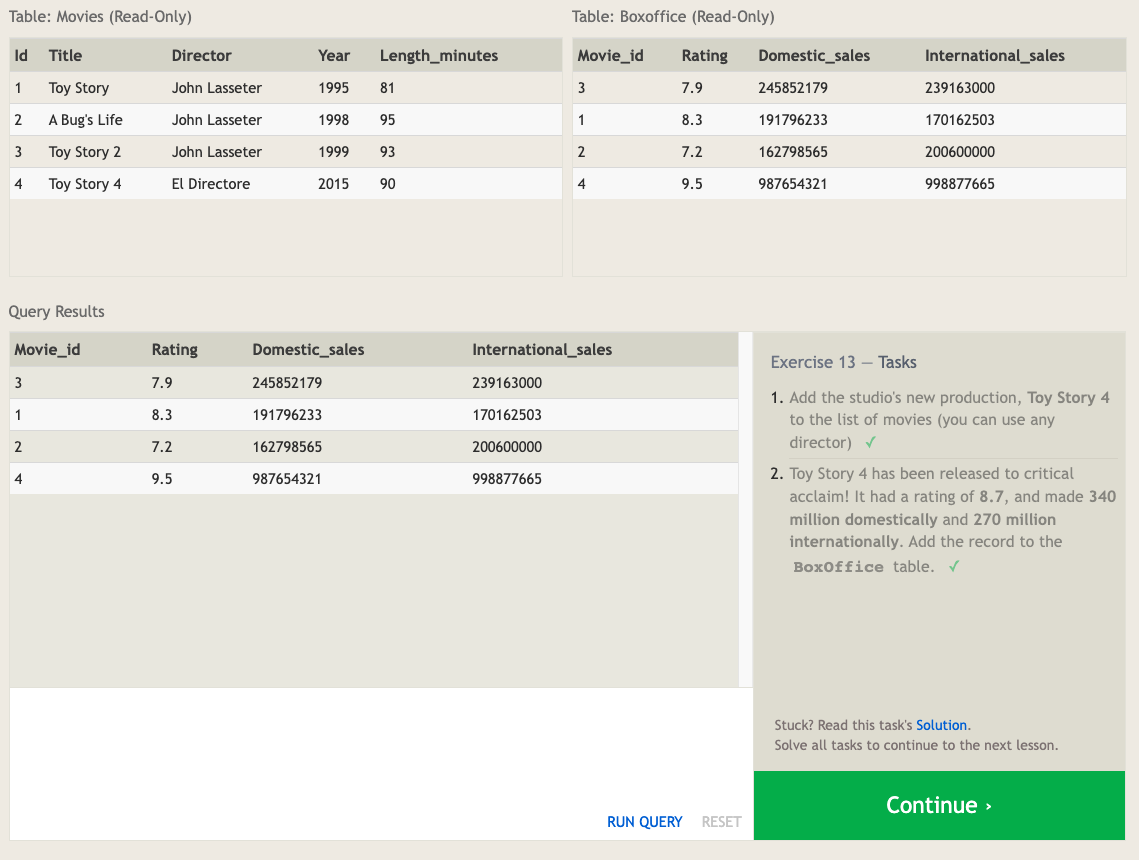 Table: Movies (Read-Only)
Id Title Director Year Length_minutes
1 Toy Story John Lasseter 1995 81
2 A Bug's Life John Lasseter 1998 95
3 Toy Story 2 John Lasseter 1999 93
4 Toy Story 4 El Directore 2015 90
Table: Boxoffice (Read-Only)
Movie_id Rating Domestic_sales International_sales
3 7.9 245852179 239163000
1 8.3 191796233 170162503
2 7.2 162798565 200600000
4 9.5 987654321 998877665
Query Results
Movie_id Rating Domestic_sales International_sales
3 7.9 245852179 239163000
1 8.3 191796233 170162503
2 7.2 162798565 200600000
4 9.5 987654321 998877665
RUN QUERY RESET
Exercise 13 — Tasks
1. Add the studio's new production, Toy Story 4
to the list of movies (you can use any
director) ✓
2. Toy Story 4 has been released to critical
acclaim! It had a rating of 8.7, and made 340
million domestically and 270 million
internationally. Add the record to the
BoxOffice table. ✓
Stuck? Read this task's Solution.
Solve all tasks to continue to the next lesson.
Continue ›